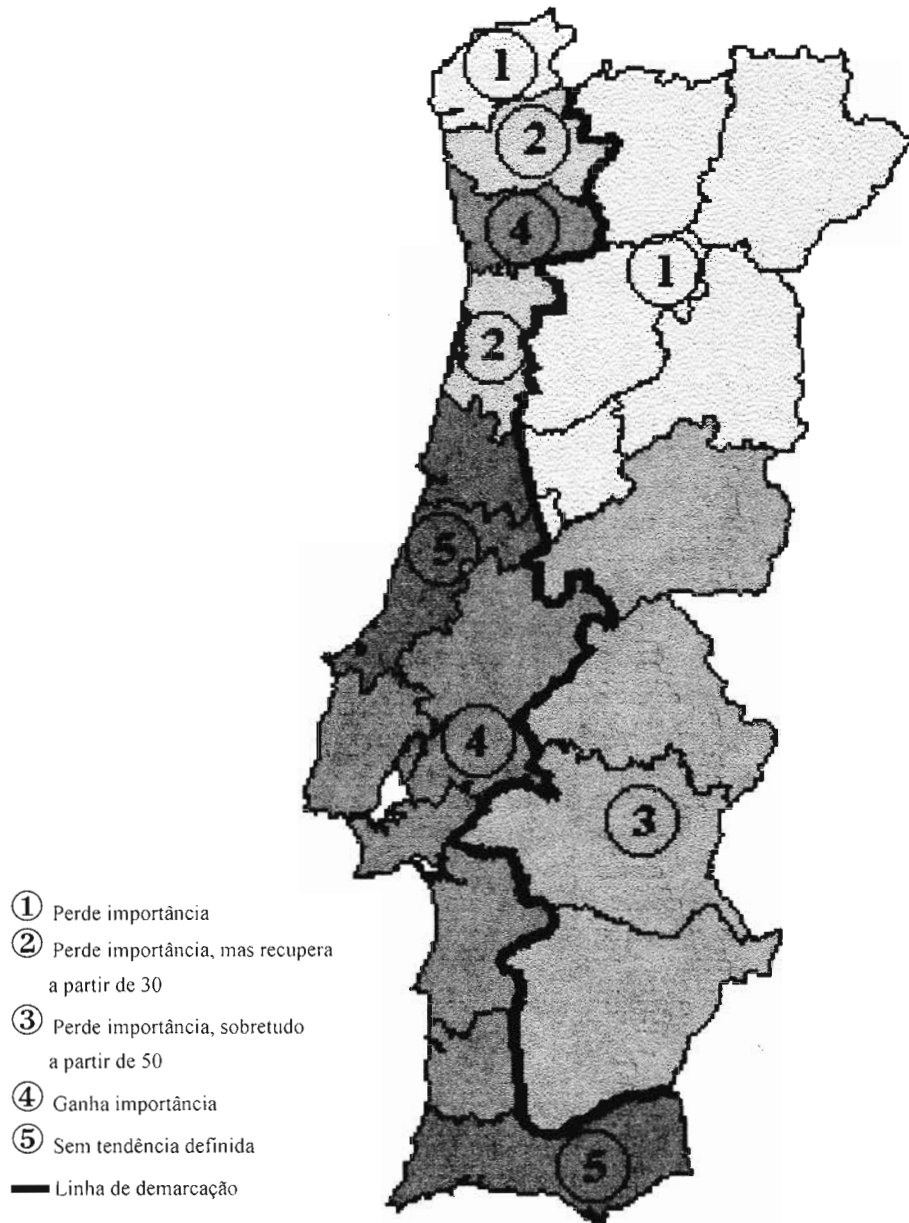 1
2
4
1
2
5
4
3
5
1 Perde importância
2 Perde importância, mas recupera
a partir de 30
3 Perde importância, sobretudo
a partir de 50
4 Ganha importância
5 Sem tendência definida
Linha de demarcação